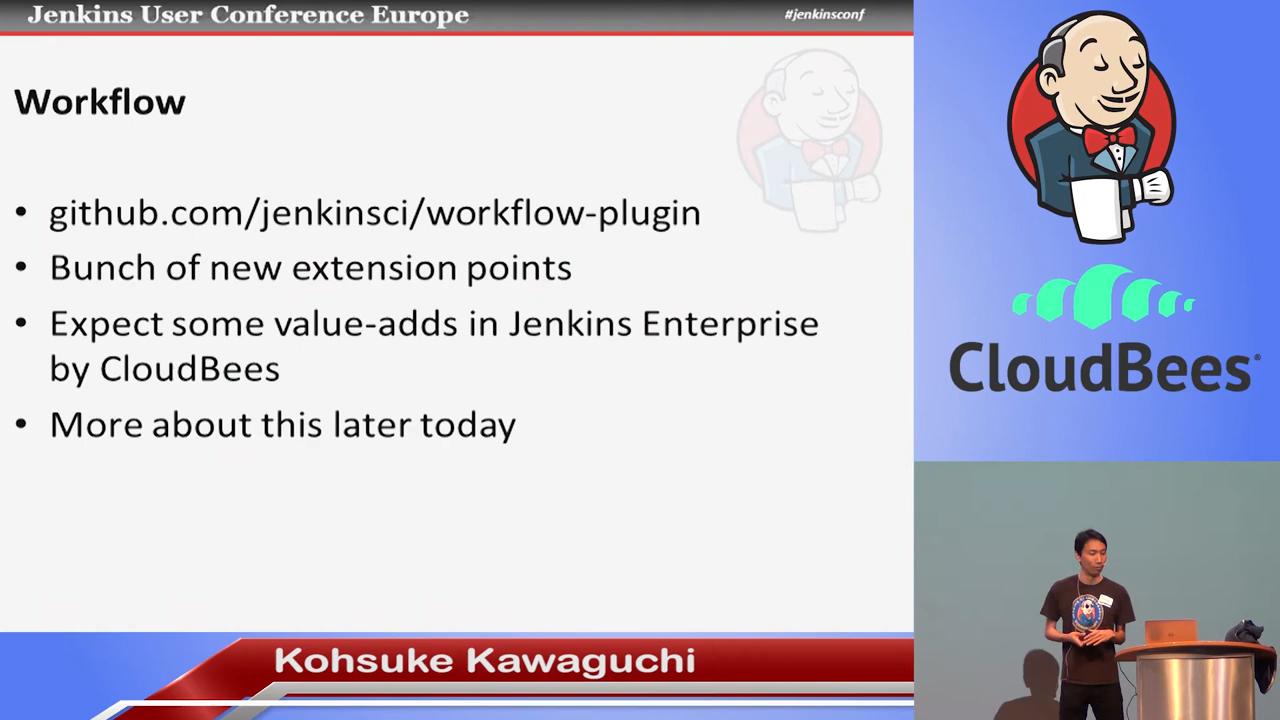 Jenkins User Conference Europe
#jenkinsconf
Workflow
• github.com/jenkinsci/workflow-plugin
• Bunch of new extension points
• Expect some value-adds in Jenkins Enterprise
by CloudBees
• More about this later today
CloudBees®
Kohsuke Kawaguchi